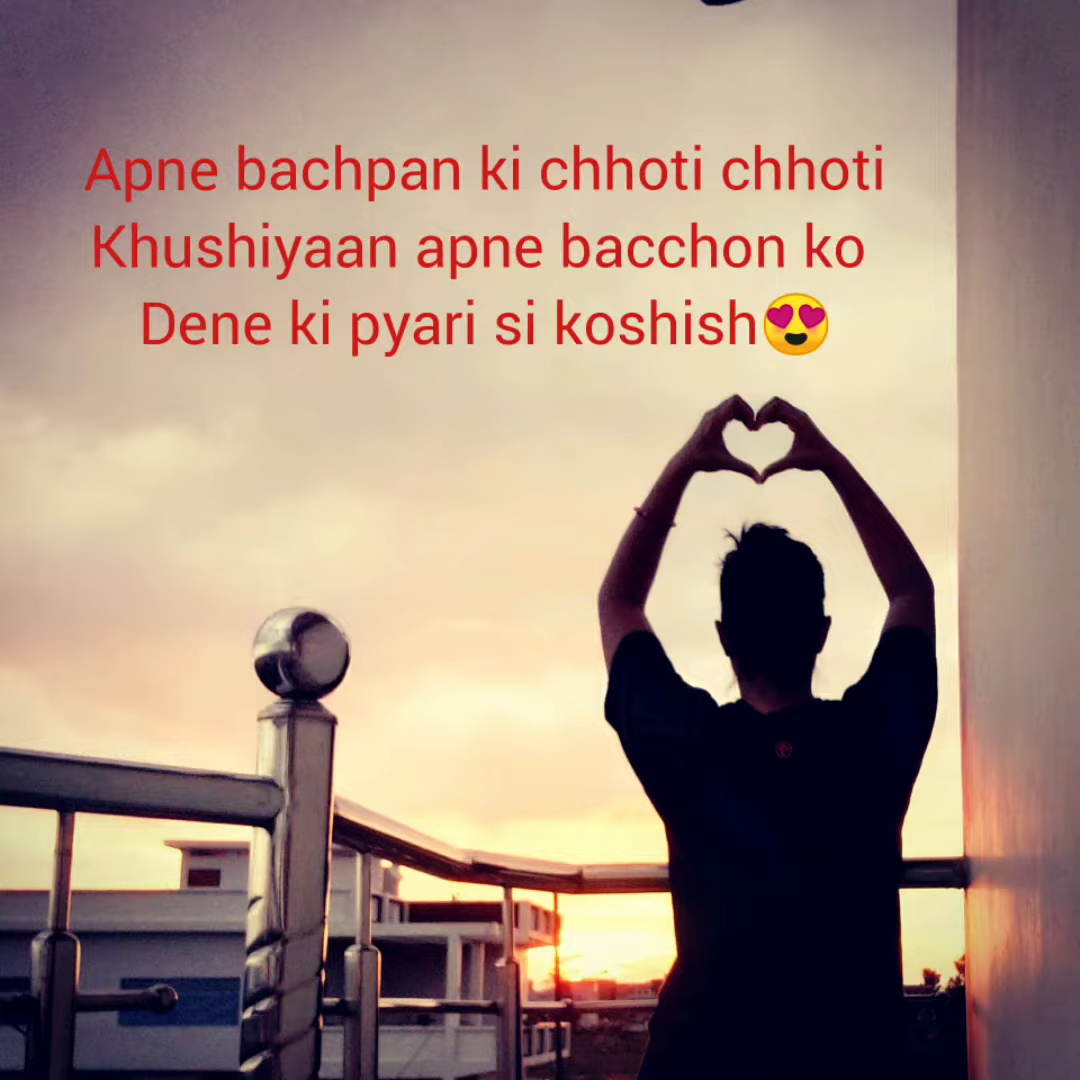 Apne bachpan ki chhoti chhoti
Khushiyaan apne bacchon ko
Dene ki pyari si koshish😍